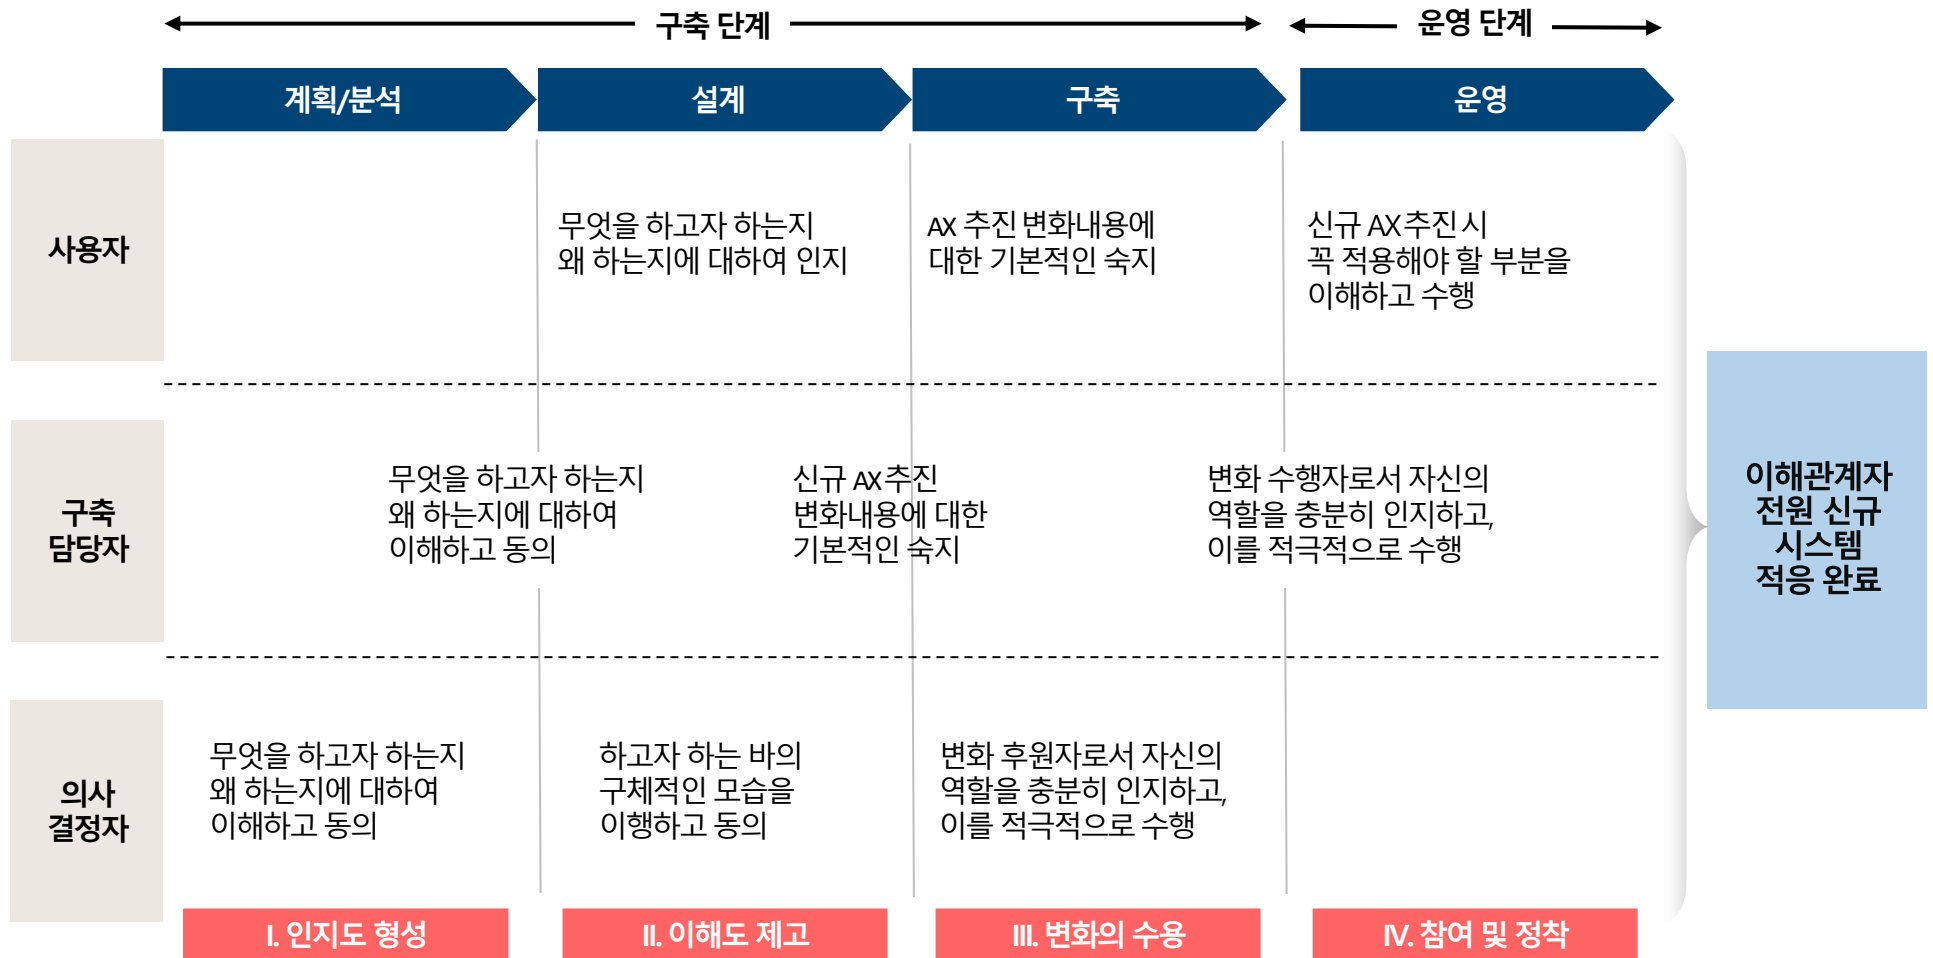 구축 단계
운영 단계
계획/분석
설계
구축
운영
사용자
무엇을 하고자 하는지
왜 하는지에 대하여 인지
AX 추진 변화내용에
대한 기본적인 숙지
신규 AX추진 시
꼭 적용해야 할 부분을
이해하고 수행
구축
담당자
무엇을 하고자 하는지
왜 하는지에 대하여
이해하고 동의
신규 AX추진
변화내용에 대한
기본적인 숙지
변화 수행자로서 자신의
역할을 충분히 인지하고,
이를 적극적으로 수행
의사
결정자
무엇을 하고자 하는지
왜 하는지에 대하여
이해하고 동의
하고자 하는 바의
구체적인 모습을
이행하고 동의
변화 후원자로서 자신의
역할을 충분히 인지하고,
이를 적극적으로 수행
이해관계자
전원 신규
시스템
적응 완료
I. 인지도 형성
II. 이해도 제고
III. 변화의 수용
IV. 참여 및 정착